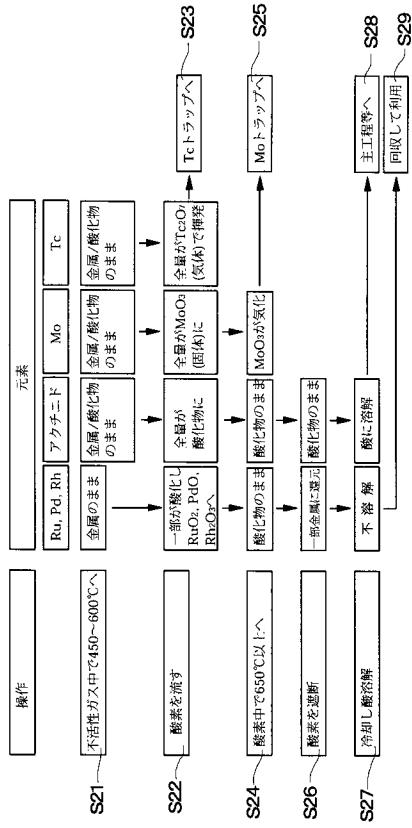 操作
元素
Ru, Pd, Rh
アクチニド
Mo
Tc
S21
不活性ガス中で450～600℃へ
金属のまま
金属/酸化物
のまま
金属/酸化物
のまま
金属/酸化物
のまま
S22
酸素を流す
一部が酸化し
RuO2, PdO,
Rh2O3へ
全量が
酸化物に
全量がMoO3
(固体)に
全量がTc2O7
(気体)で揮発
Tcトラップへ
S23
S24
酸素中で650℃以上へ
酸化物のまま
酸化物のまま
MoO3が気化
Moトラップへ
S25
S26
酸素を遮断
一部金属に還元
酸化物のまま
S27
冷却し酸溶解
不溶解
酸に溶解
主工程等へ
S28
回収して利用
S29